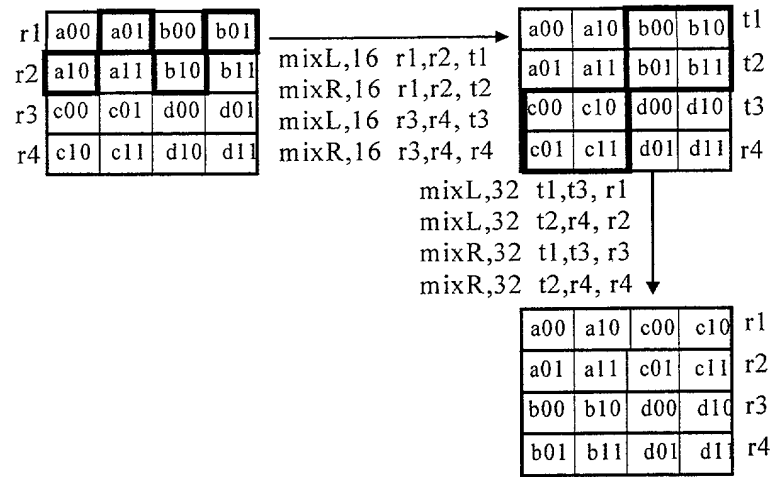 r1 a00 a01 b00 b01
r2 a10 a11 b10 b11
r3 c00 c01 d00 d01
r4 c10 c11 d10 d11
mixL,16 r1,r2, t1
mixR,16 r1,r2, t2
mixL,16 r3,r4, t3
mixR,16 r3,r4, r4
a00 a10 b00 b10 t1
a01 a11 b01 b11 t2
c00 c10 d00 d10 t3
c01 c11 d01 d11 r4
mixL,32 t1,t3, r1
mixL,32 t2,r4, r2
mixR,32 t1,t3, r3
mixR,32 t2,r4, r4
a00 a10 c00 c10 r1
a01 a11 c01 c11 r2
b00 b10 d00 d10 r3
b01 b11 d01 d11 r4